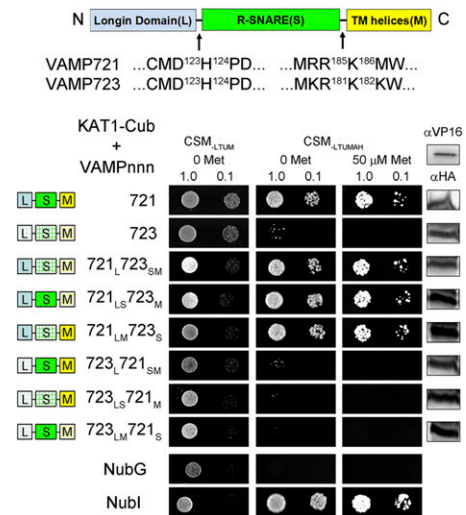 N Longin Domain(L) R-SNARE(S) TM helices(M) C
VAMP721 ...CMD¹²³H¹²⁴PD... ...MRR¹⁸⁵K¹⁸⁶MW...
VAMP723 ...CMD¹²³H¹²⁴PD... ...MKR¹⁸¹K¹⁸²KW...
KAT1-Cub
+
VAMPnnn
CSM-LTUM CSM-LTUMAH
0 Met 0 Met 50 μM Met
1.0 0.1 1.0 0.1 1.0 0.1
αVP16
αHA
L S M 721
L S M 723
L S M 721L723SM
L S M 721LS723M
L S M 721LM723S
L S M 723L721SM
L S M 723LS721M
L S M 723LM721S
NubG
NubI